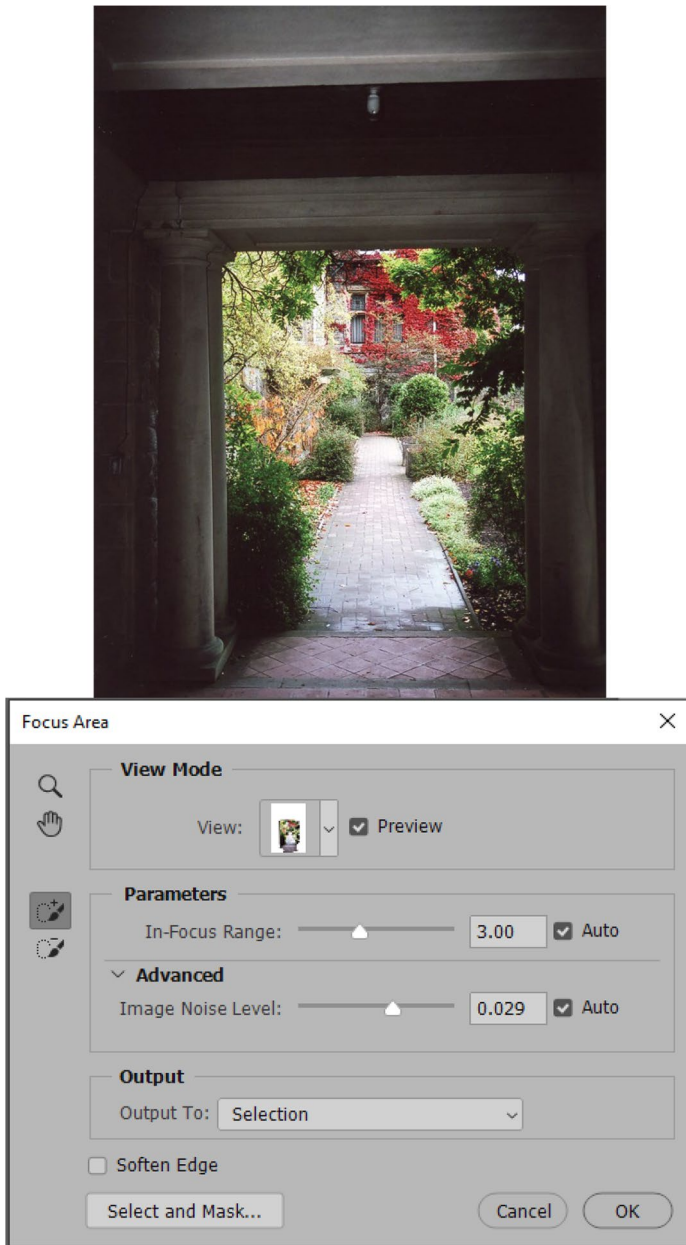 Focus Area
View Mode
View:
Preview
Parameters
In-Focus Range:
3.00
Auto
Advanced
Image Noise Level:
0.029
Auto
Output
Output To:
Selection
Soften Edge
Select and Mask...
Cancel
OK